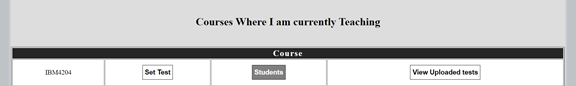 Courses Where I am currently Teaching
Course
IBM4204 Set Test Students View Uploaded tests